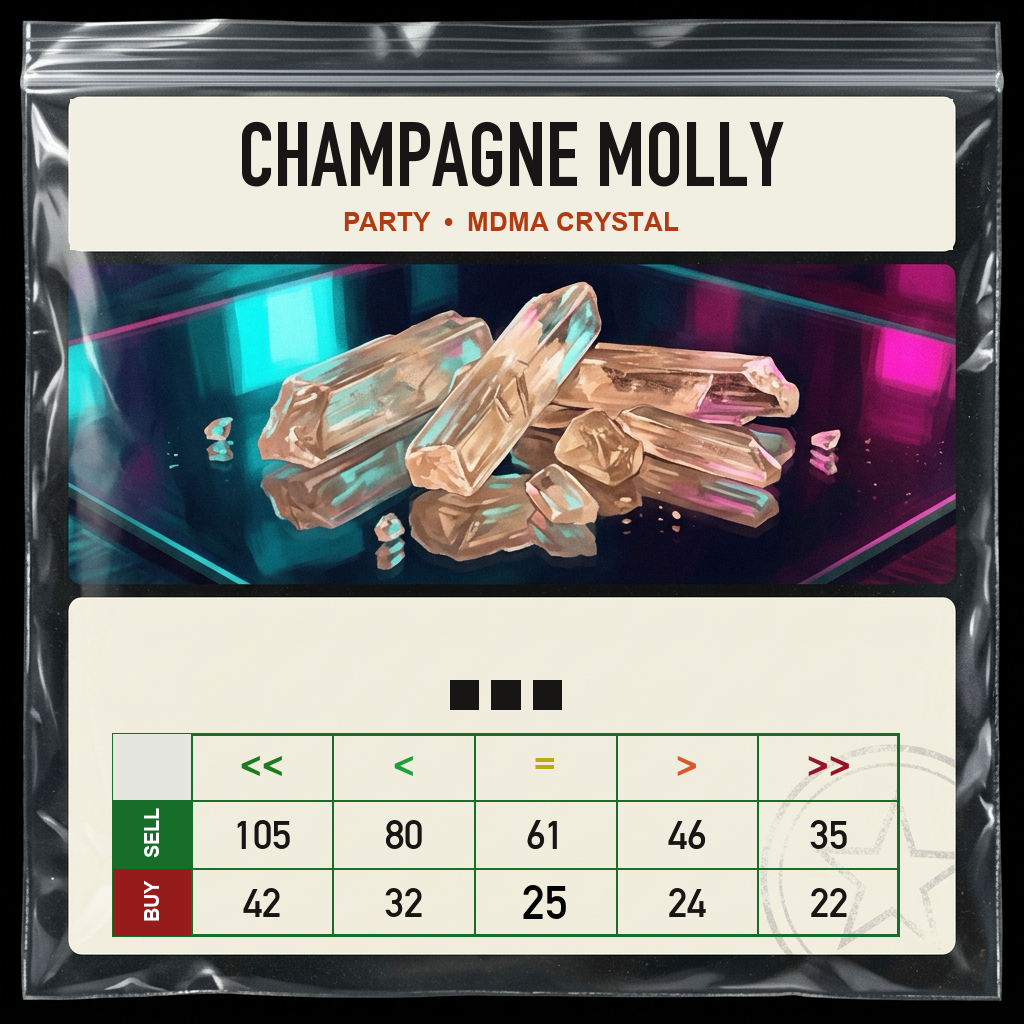 CHAMPAGNE MOLLY
PARTY • MDMA CRYSTAL
<< < = > >>
SELL 105 80 61 46 35
BUY 42 32 25 24 22